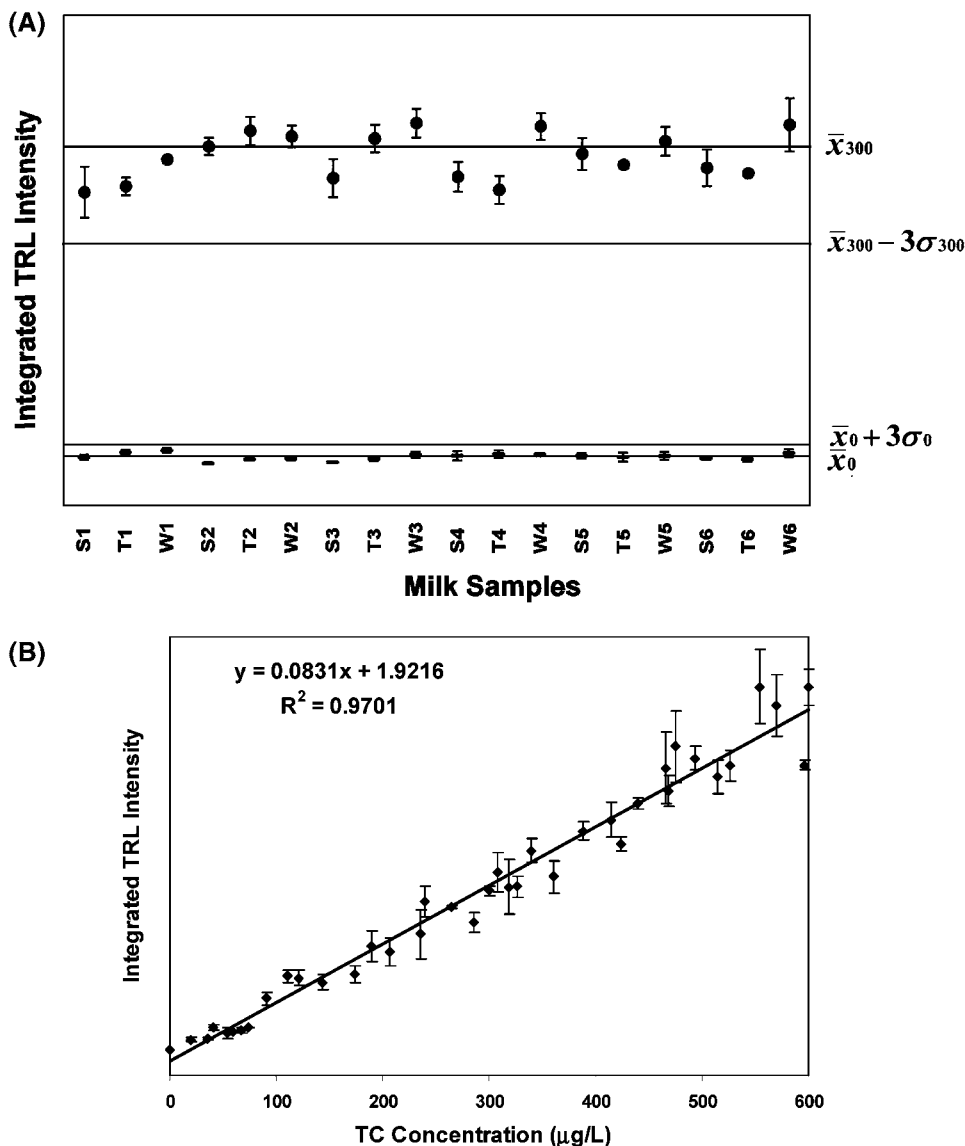 (A)
Integrated TRL Intensity
x̄300
x̄300 − 3σ300
x̄0 + 3σ0
x̄0
S1 T1 W1 S2 T2 W2 S3 T3 W3 S4 T4 W4 S5 T5 W5 S6 T6 W6
Milk Samples
(B)
y = 0.0831x + 1.9216
R² = 0.9701
Integrated TRL Intensity
0 100 200 300 400 500 600
TC Concentration (µg/L)